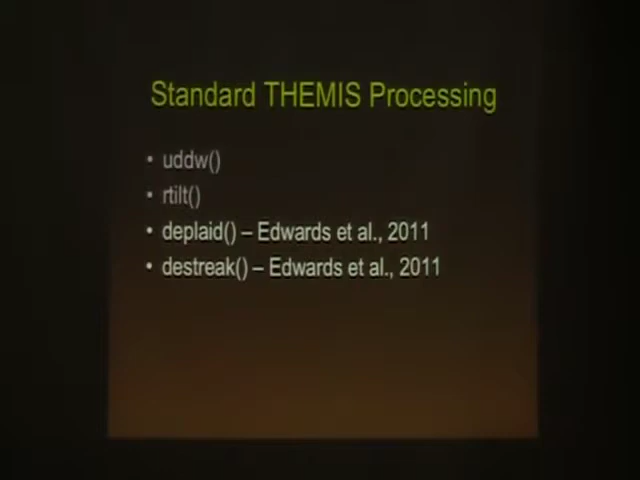 Standard THEMIS Processing
• uddw()
• rtilt()
• deplaid() – Edwards et al., 2011
• destreak() – Edwards et al., 2011